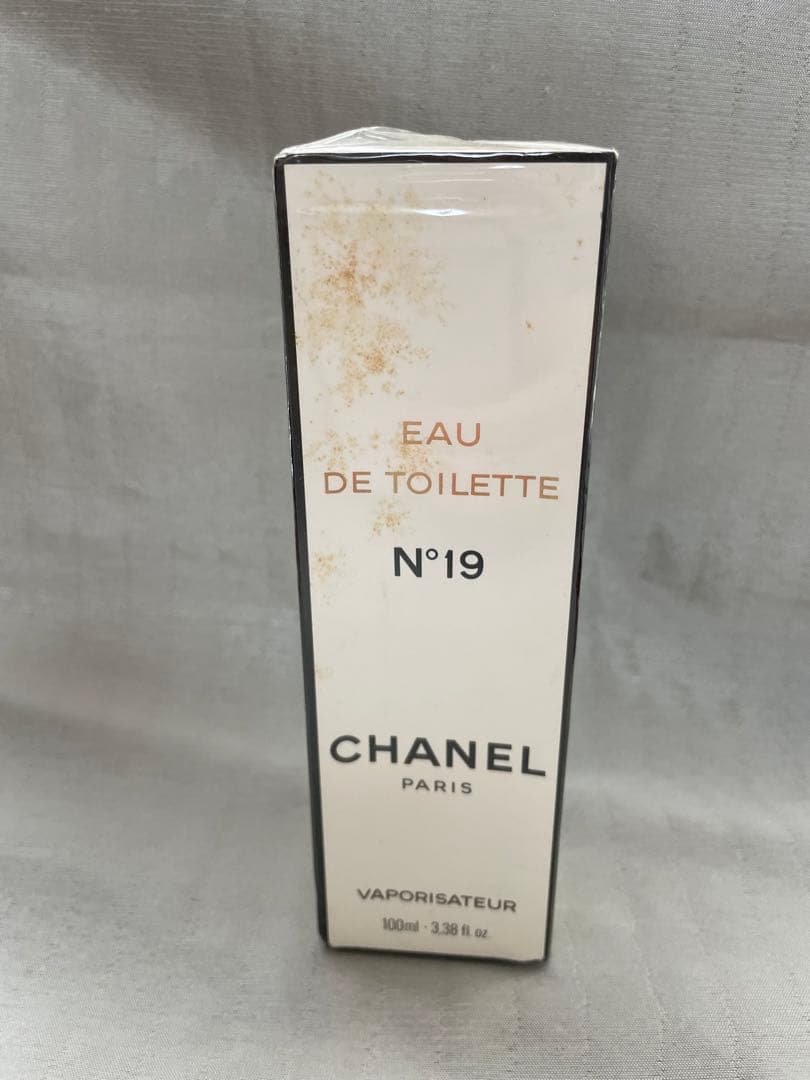 EAU
DE TOILETTE
N°19
CHANEL
PARIS
VAPORISATEUR
100ml · 3.38 fl oz